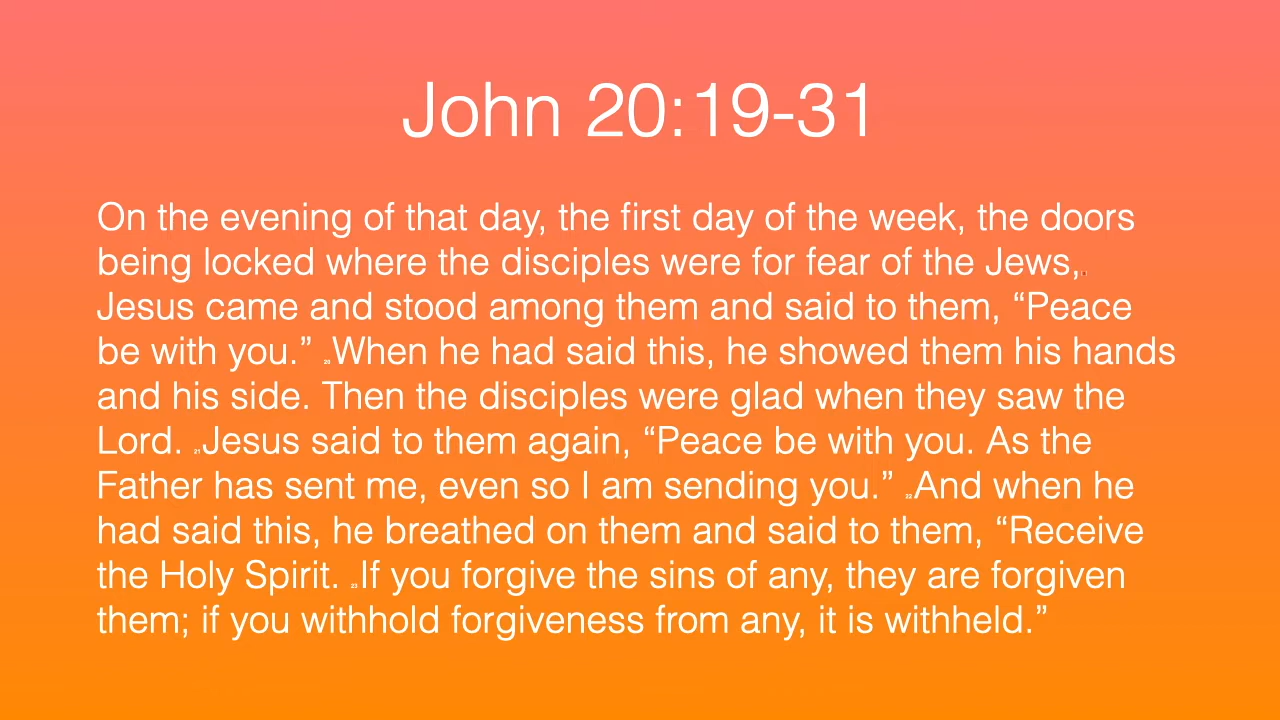 John 20:19-31
On the evening of that day, the first day of the week, the doors
being locked where the disciples were for fear of the Jews,
Jesus came and stood among them and said to them, “Peace
be with you.” 20When he had said this, he showed them his hands
and his side. Then the disciples were glad when they saw the
Lord. 21Jesus said to them again, “Peace be with you. As the
Father has sent me, even so I am sending you.” 22And when he
had said this, he breathed on them and said to them, “Receive
the Holy Spirit. 23If you forgive the sins of any, they are forgiven
them; if you withhold forgiveness from any, it is withheld.”